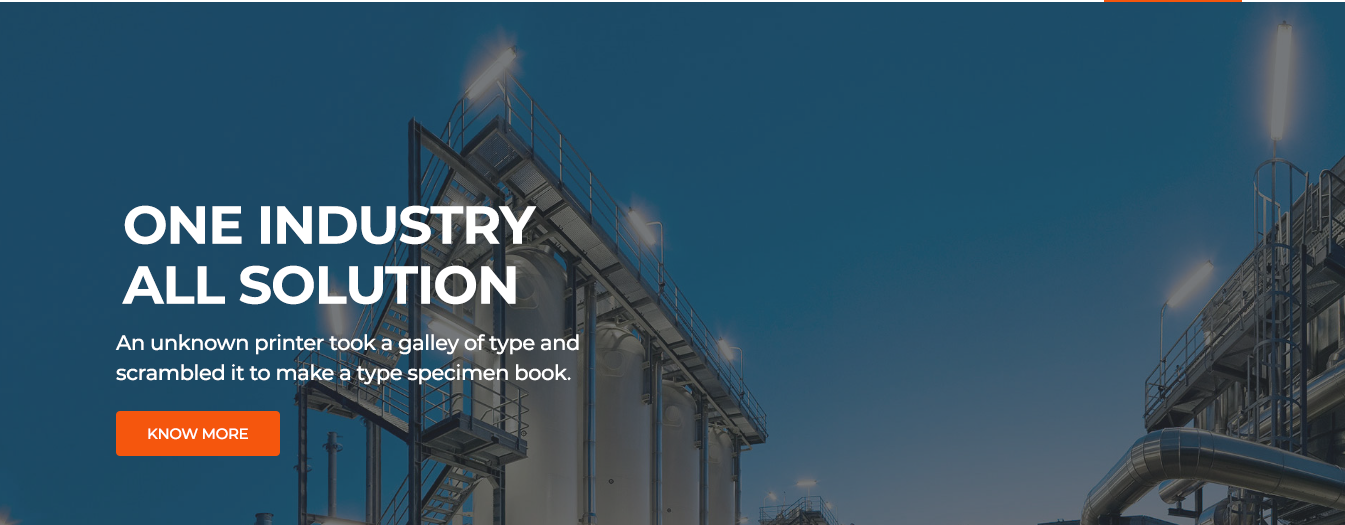 ONE INDUSTRY
ALL SOLUTION
An unknown printer took a galley of type and
scrambled it to make a type specimen book.
KNOW MORE